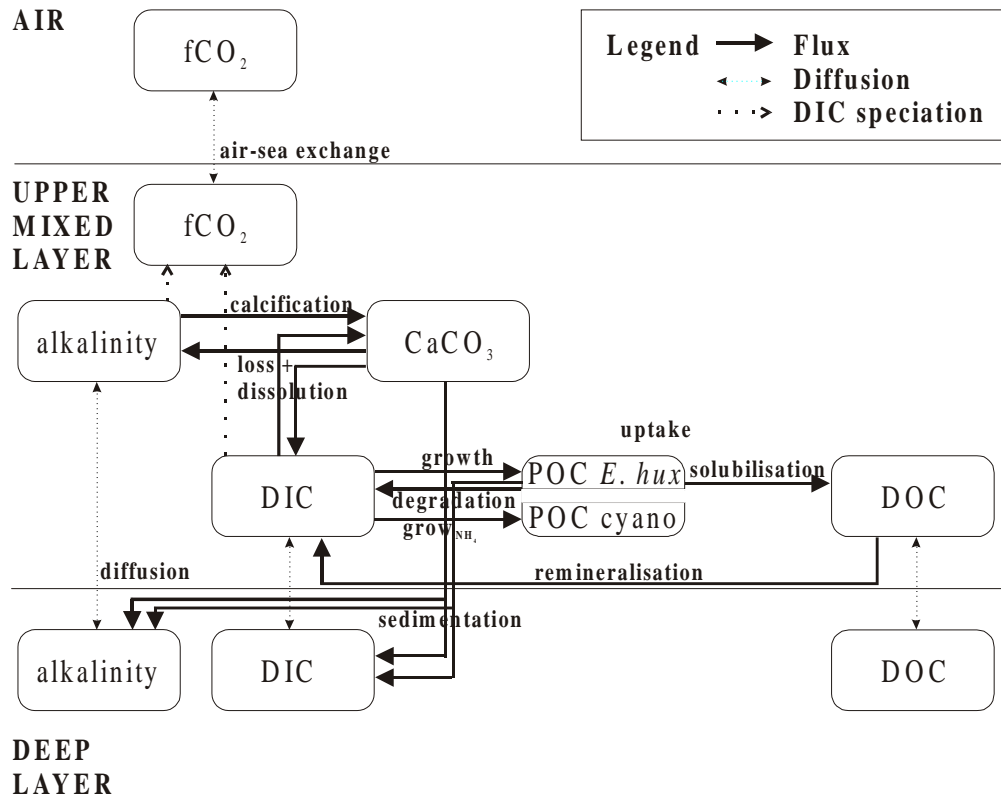 AIR
fCO₂
Legend
Flux
Diffusion
DIC speciation
air-sea exchange
UPPER
MIXED
LAYER
fCO₂
calcification
alkalinity
CaCO₃
loss +
dissolution
uptake
growth
POC E. hux
solubilisation
DIC
degradation
DOC
POC cyano
grow NH₄
diffusion
remineralisation
sedimentation
alkalinity
DIC
DOC
DEEP
LAYER